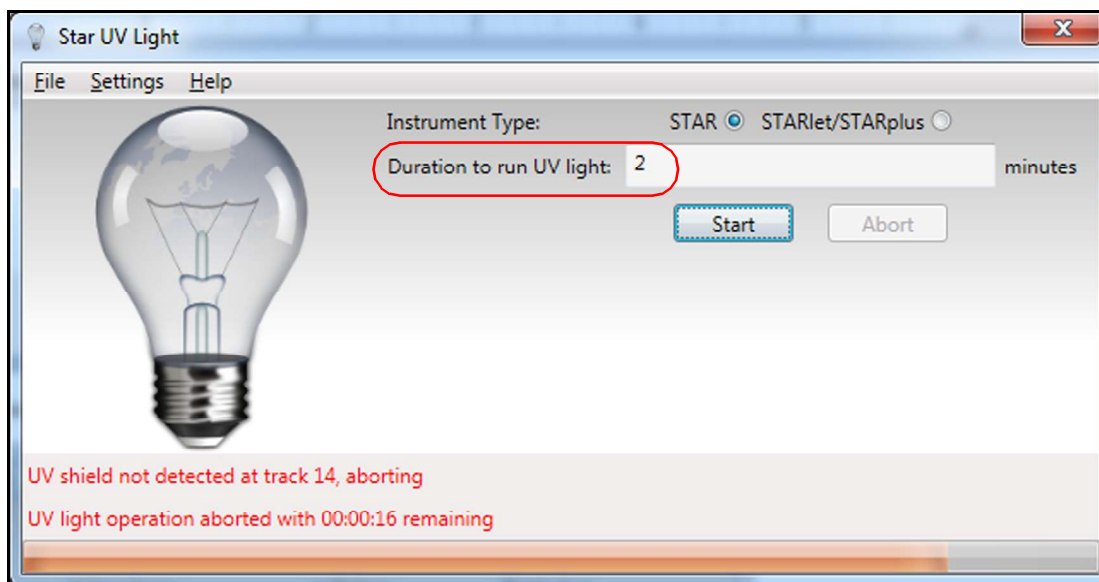 Star UV Light
File Settings Help
Instrument Type: STAR STARlet/STARplus
Duration to run UV light: 2 minutes
Start Abort
UV shield not detected at track 14, aborting
UV light operation aborted with 00:00:16 remaining